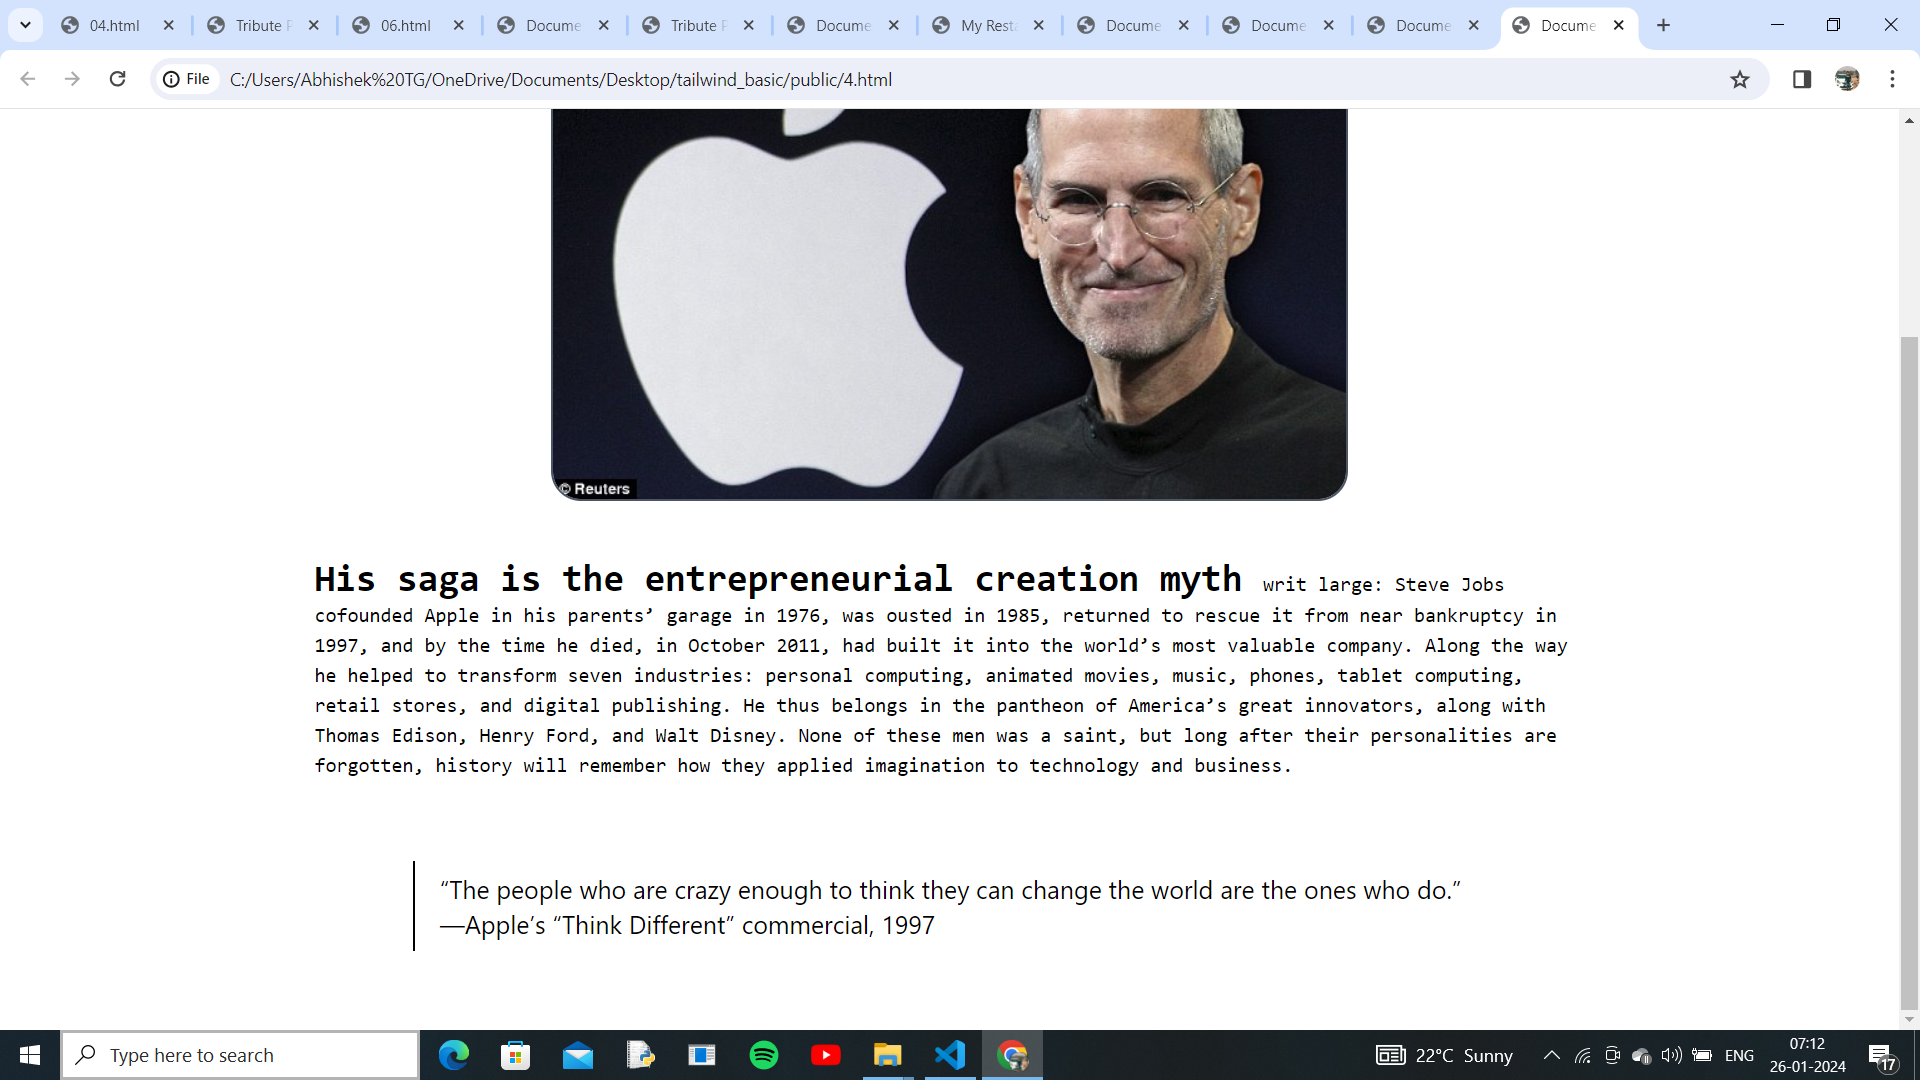 04.html
Tribute P
06.html
Docume
Tribute P
Docume
My Resta
Docume
Docume
Docume
Docume
File
C:/Users/Abhishek%20TG/OneDrive/Documents/Desktop/tailwind_basic/public/4.html
© Reuters
His saga is the entrepreneurial creation myth writ large: Steve Jobs
cofounded Apple in his parents’ garage in 1976, was ousted in 1985, returned to rescue it from near bankruptcy in
1997, and by the time he died, in October 2011, had built it into the world’s most valuable company. Along the way
he helped to transform seven industries: personal computing, animated movies, music, phones, tablet computing,
retail stores, and digital publishing. He thus belongs in the pantheon of America’s great innovators, along with
Thomas Edison, Henry Ford, and Walt Disney. None of these men was a saint, but long after their personalities are
forgotten, history will remember how they applied imagination to technology and business.
“The people who are crazy enough to think they can change the world are the ones who do.”
—Apple’s “Think Different” commercial, 1997
Type here to search
22°C Sunny
ENG
07:12
26-01-2024
17